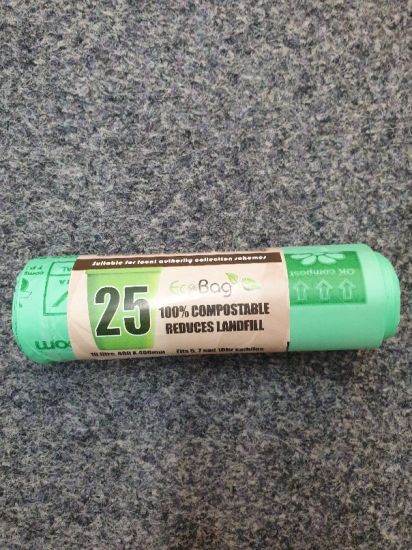 Suitable for local authority collection schemes
25
EcoBag
100% COMPOSTABLE
REDUCES LANDFILL
10 litre, 400 X 400mm
Fits 5, 7 and 10ltr caddies
OK compost